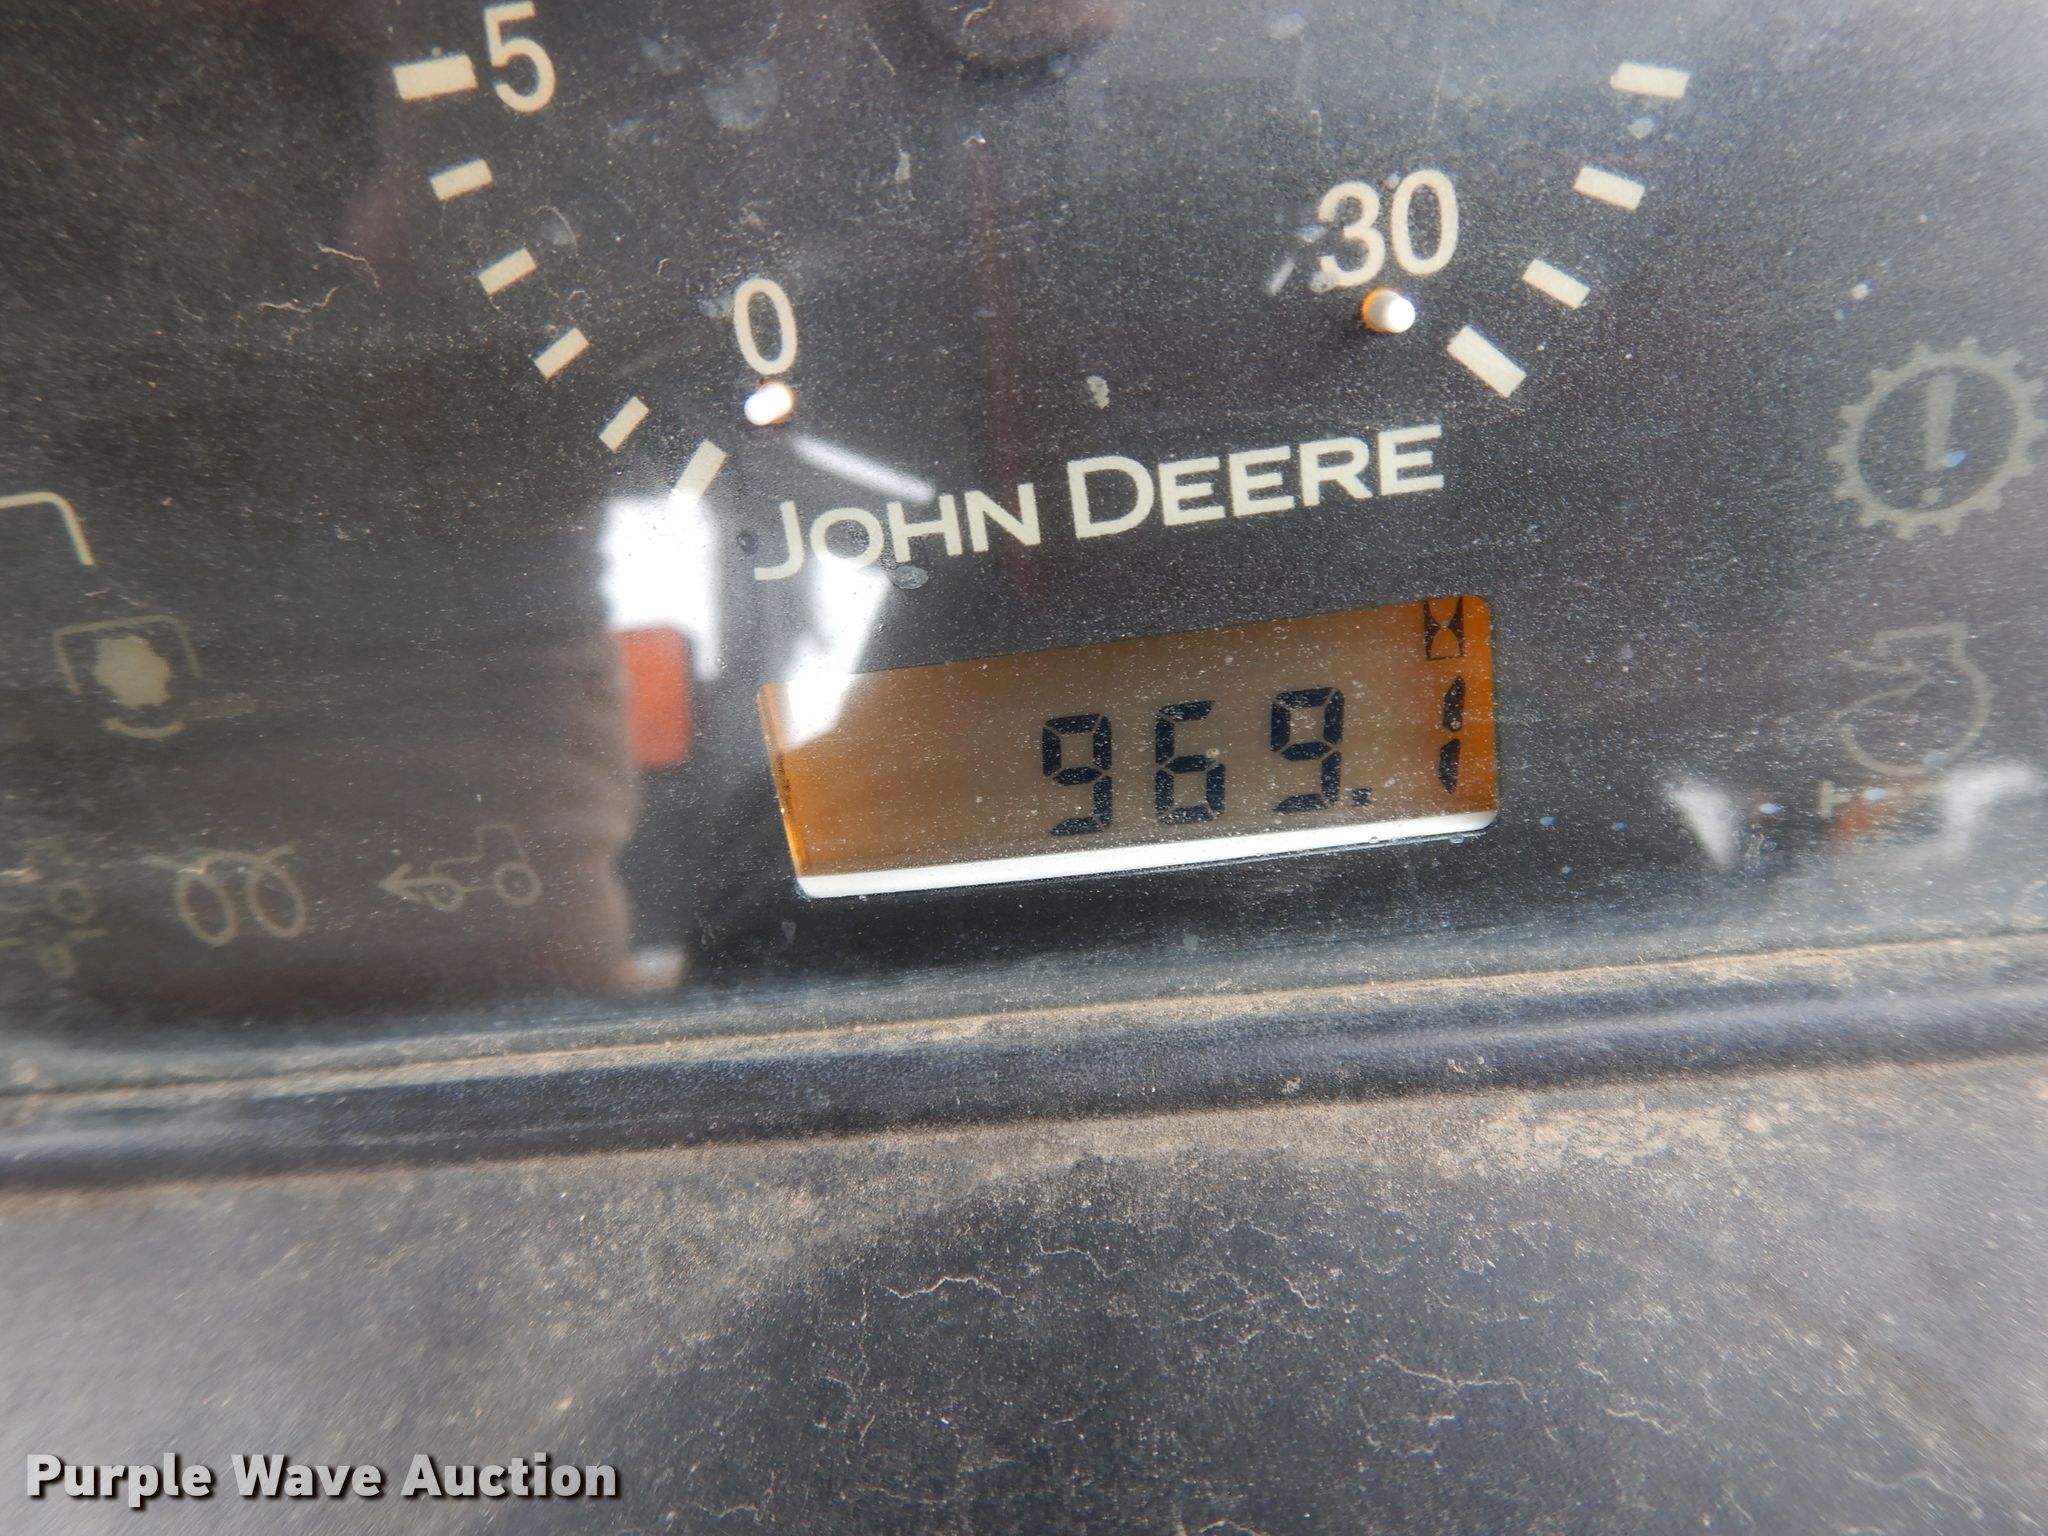 5
0
30
JOHN DEERE
969.1
Purple Wave Auction